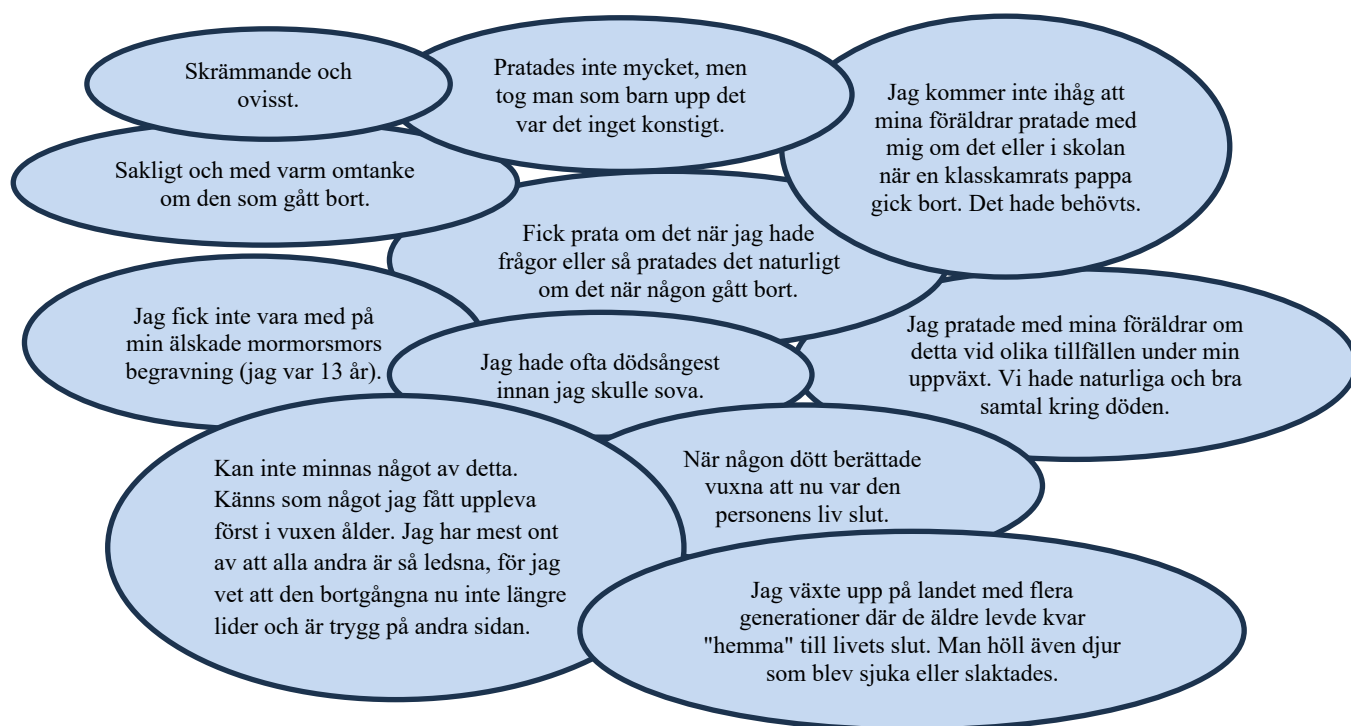 Skrämmande och
ovisst.
Pratades inte mycket, men
tog man som barn upp det
var det inget konstigt.
Jag kommer inte ihåg att
mina föräldrar pratade med
mig om det eller i skolan
när en klasskamrats pappa
gick bort. Det hade behövts.
Sakligt och med varm omtanke
om den som gått bort.
Fick prata om det när jag hade
frågor eller så pratades det naturligt
om det när någon gått bort.
Jag fick inte vara med på
min älskade mormorsmors
begravning (jag var 13 år).
Jag hade ofta dödsångest
innan jag skulle sova.
Jag pratade med mina föräldrar om
detta vid olika tillfällen under min
uppväxt. Vi hade naturliga och bra
samtal kring döden.
Kan inte minnas något av detta.
Känns som något jag fått uppleva
först i vuxen ålder. Jag har mest ont
av att alla andra är så ledsna, för jag
vet att den bortgångna nu inte längre
lider och är trygg på andra sidan.
När någon dött berättade
vuxna att nu var den
personens liv slut.
Jag växte upp på landet med flera
generationer där de äldre levde kvar
"hemma" till livets slut. Man höll även djur
som blev sjuka eller slaktades.